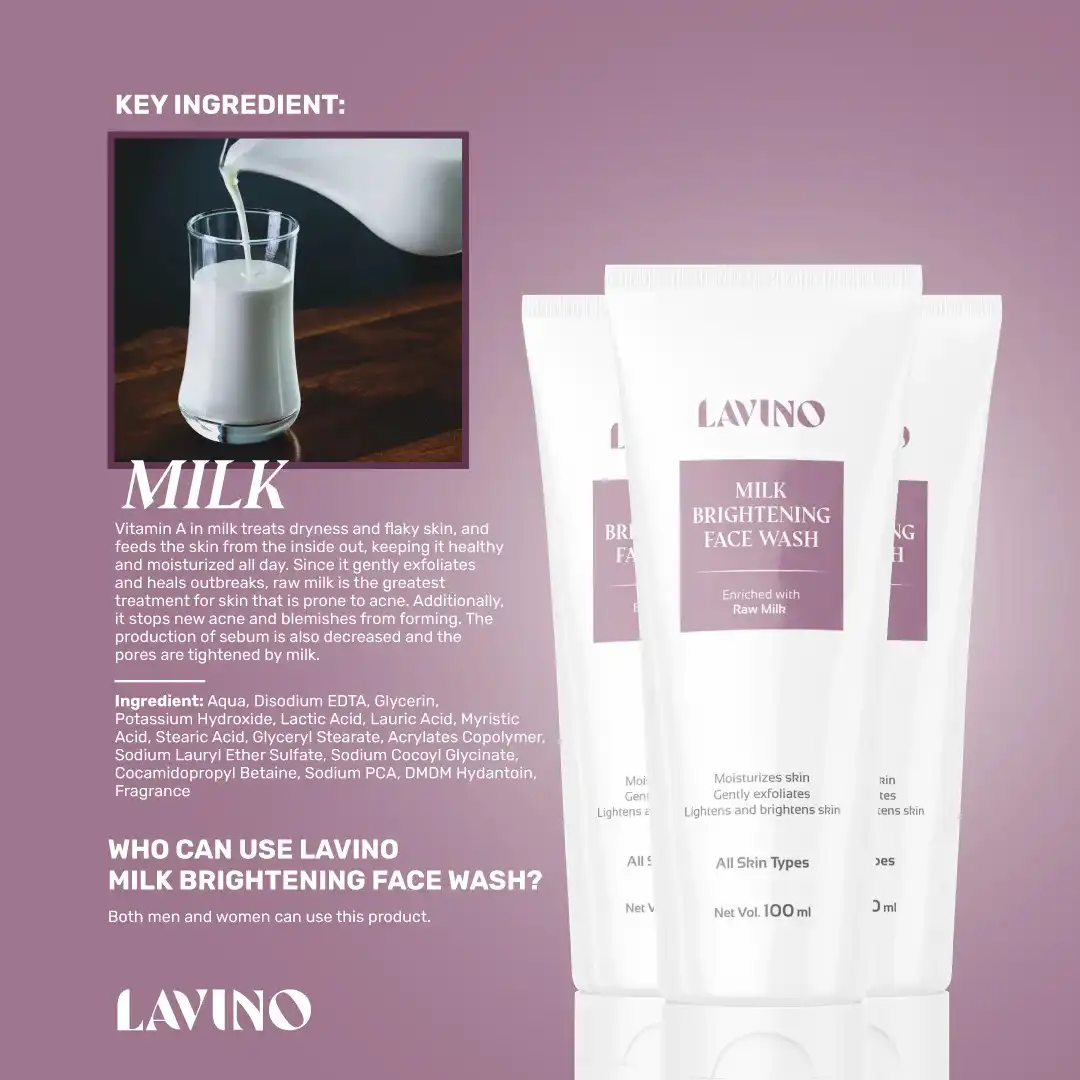 KEY INGREDIENT:
MILK
Vitamin A in milk treats dryness and flaky skin, and
feeds the skin from the inside out, keeping it healthy
and moisturized all day. Since it gently exfoliates
and heals outbreaks, raw milk is the greatest
treatment for skin that is prone to acne. Additionally,
it stops new acne and blemishes from forming. The
production of sebum is also decreased and the
pores are tightened by milk.
Ingredient: Aqua, Disodium EDTA, Glycerin,
Potassium Hydroxide, Lactic Acid, Lauric Acid, Myristic
Acid, Stearic Acid, Glyceryl Stearate, Acrylates Copolymer,
Sodium Lauryl Ether Sulfate, Sodium Cocoyl Glycinate,
Cocamidopropyl Betaine, Sodium PCA, DMDM Hydantoin,
Fragrance
WHO CAN USE LAVINO
MILK BRIGHTENING FACE WASH?
Both men and women can use this product.
LAVINO
LAVINO
MILK
BRIGHTENING
FACE WASH
Enriched with
Raw Milk
Moisturizes skin
Gently exfoliates
Lightens and brightens skin
All Skin Types
Net Vol. 100 ml